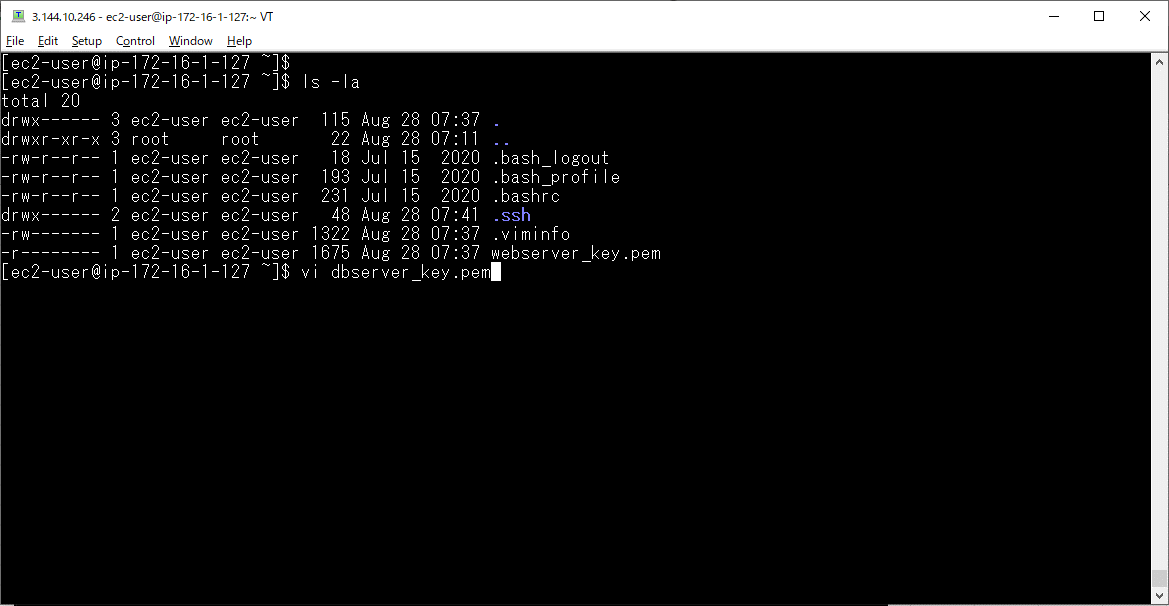 3.144.10.246 - ec2-user@ip-172-16-1-127:~ VT
File Edit Setup Control Window Help
[ec2-user@ip-172-16-1-127 ~]$
[ec2-user@ip-172-16-1-127 ~]$ ls -la
total 20
drwx------ 3 ec2-user ec2-user  115 Aug 28 07:37 .
drwxr-xr-x 3 root     root       22 Aug 28 07:11 ..
-rw-r--r-- 1 ec2-user ec2-user   18 Jul 15  2020 .bash_logout
-rw-r--r-- 1 ec2-user ec2-user  193 Jul 15  2020 .bash_profile
-rw-r--r-- 1 ec2-user ec2-user  231 Jul 15  2020 .bashrc
drwx------ 2 ec2-user ec2-user   48 Aug 28 07:41 .ssh
-rw------- 1 ec2-user ec2-user 1322 Aug 28 07:37 .viminfo
-r-------- 1 ec2-user ec2-user 1675 Aug 28 07:37 webserver_key.pem
[ec2-user@ip-172-16-1-127 ~]$ vi dbserver_key.pem